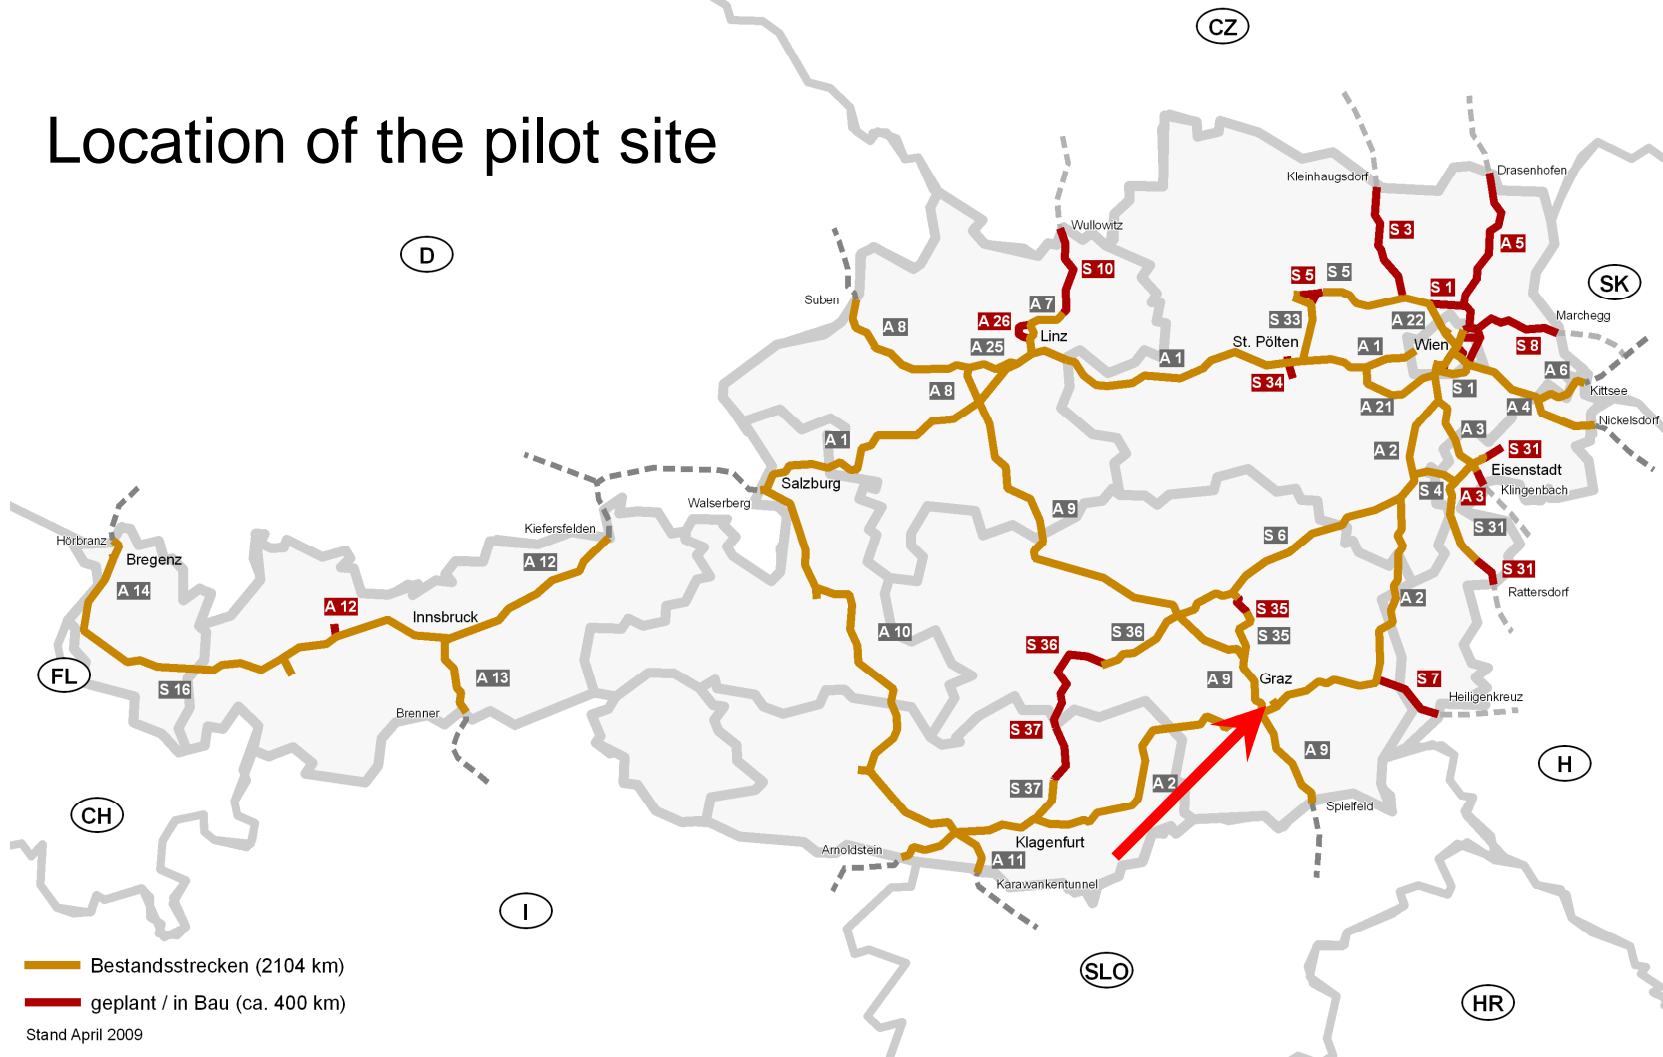 CZ
Location of the pilot site
Drasenhofen
Kleinhaugsdorf
Wullowitz
S 3
A 5
D
S 10
S 5
S 5
SK
S 1
Suben
A 7
Marchegg
A 8
A 26
S 33
A 22
Linz
A 25
St. Pölten
A 1
Wien
S 8
A 1
A 6
S 34
S 1
A 8
Kittsee
A 21
A 4
Nickelsdorf
A 3
A 1
A 2
S 31
Eisenstadt
Salzburg
S 4
Klingenbach
A 3
Walserberg
A 9
Kiefersfelden
S 31
S 6
Hörbranz
Bregenz
A 12
S 31
A 14
Rattersdorf
A 2
A 12
S 35
Innsbruck
A 10
S 36
S 35
S 36
FL
A 13
A 9
Graz
S 7
S 16
Heiligenkreuz
Brenner
S 37
A 9
H
A 2
S 37
Spielfeld
CH
Klagenfurt
Arnoldstein
A 11
Karawankentunnel
I
Bestandsstrecken (2104 km)
SLO
geplant / in Bau (ca. 400 km)
HR
Stand April 2009